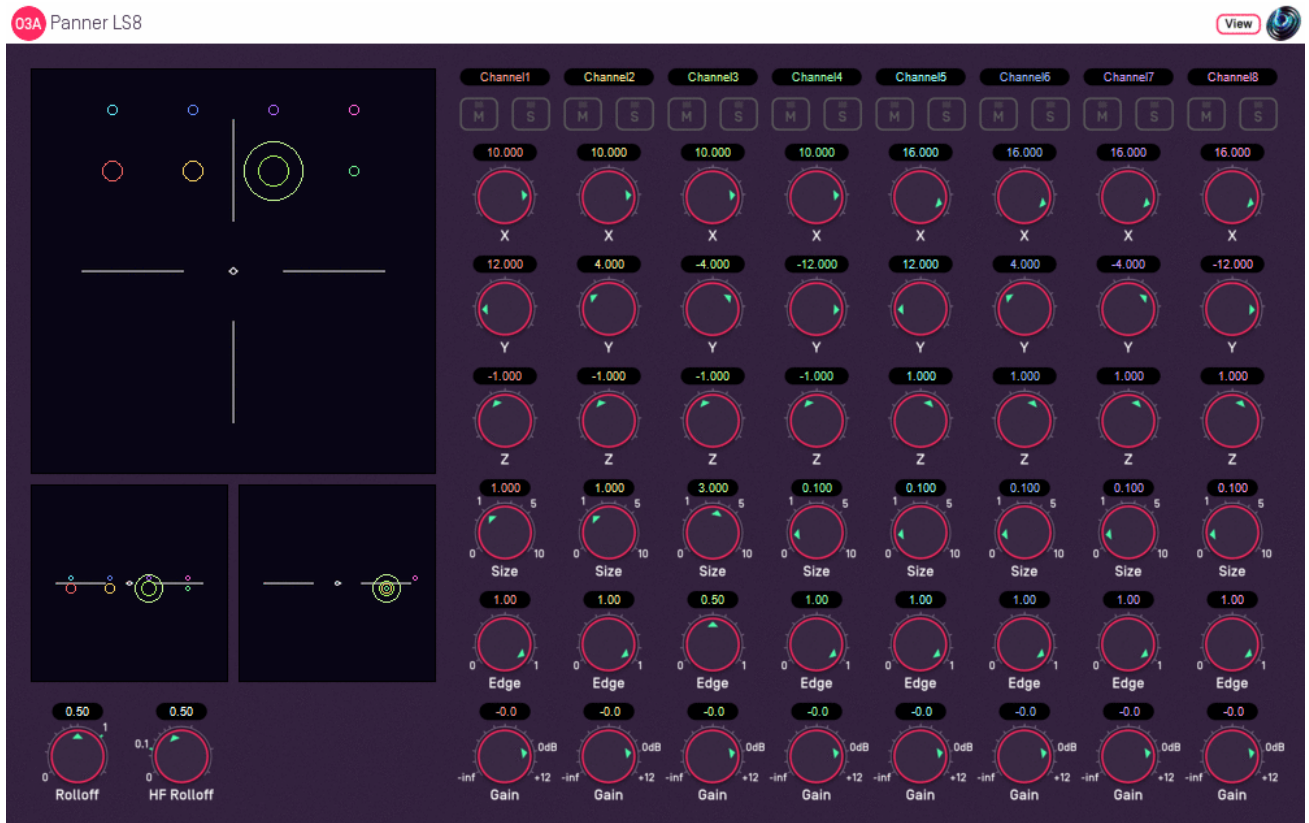 O3A Panner LS8 View
Channel1 Channel2 Channel3 Channel4 Channel5 Channel6 Channel7 Channel8
M S M S M S M S M S M S M S M S
10.000 10.000 10.000 10.000 16.000 16.000 16.000 16.000
X X X X X X X X
12.000 4.000 -4.000 -12.000 12.000 4.000 -4.000 -12.000
Y Y Y Y Y Y Y Y
-1.000 -1.000 -1.000 -1.000 1.000 1.000 1.000 1.000
Z Z Z Z Z Z Z Z
1.000 1.000 3.000 0.100 0.100 0.100 0.100 0.100
1 5 1 5 1 5 1 5 1 5 1 5 1 5 1 5
0 10 0 10 0 10 0 10 0 10 0 10 0 10 0 10
Size Size Size Size Size Size Size Size
1.00 1.00 0.50 1.00 1.00 1.00 1.00 1.00
0 1 0 1 0 1 0 1 0 1 0 1 0 1 0 1
Edge Edge Edge Edge Edge Edge Edge Edge
0.50 0.50 -0.0 -0.0 -0.0 -0.0 -0.0 -0.0 -0.0 -0.0
1 0.1 0dB 0dB 0dB 0dB 0dB 0dB 0dB 0dB
0 0 -inf +12 -inf +12 -inf +12 -inf +12 -inf +12 -inf +12 -inf +12 -inf +12
Rolloff HF Rolloff Gain Gain Gain Gain Gain Gain Gain Gain